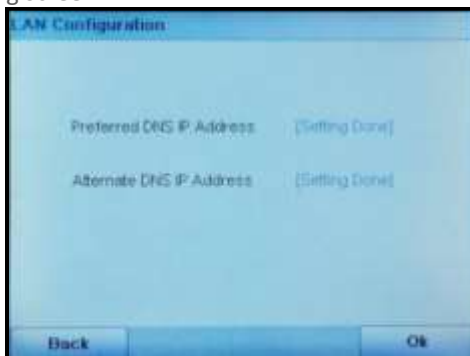 LAN Configuration
Preferred DNS IP Address [Setting Done]
Alternate DNS IP Address [Setting Done]
Back Ok